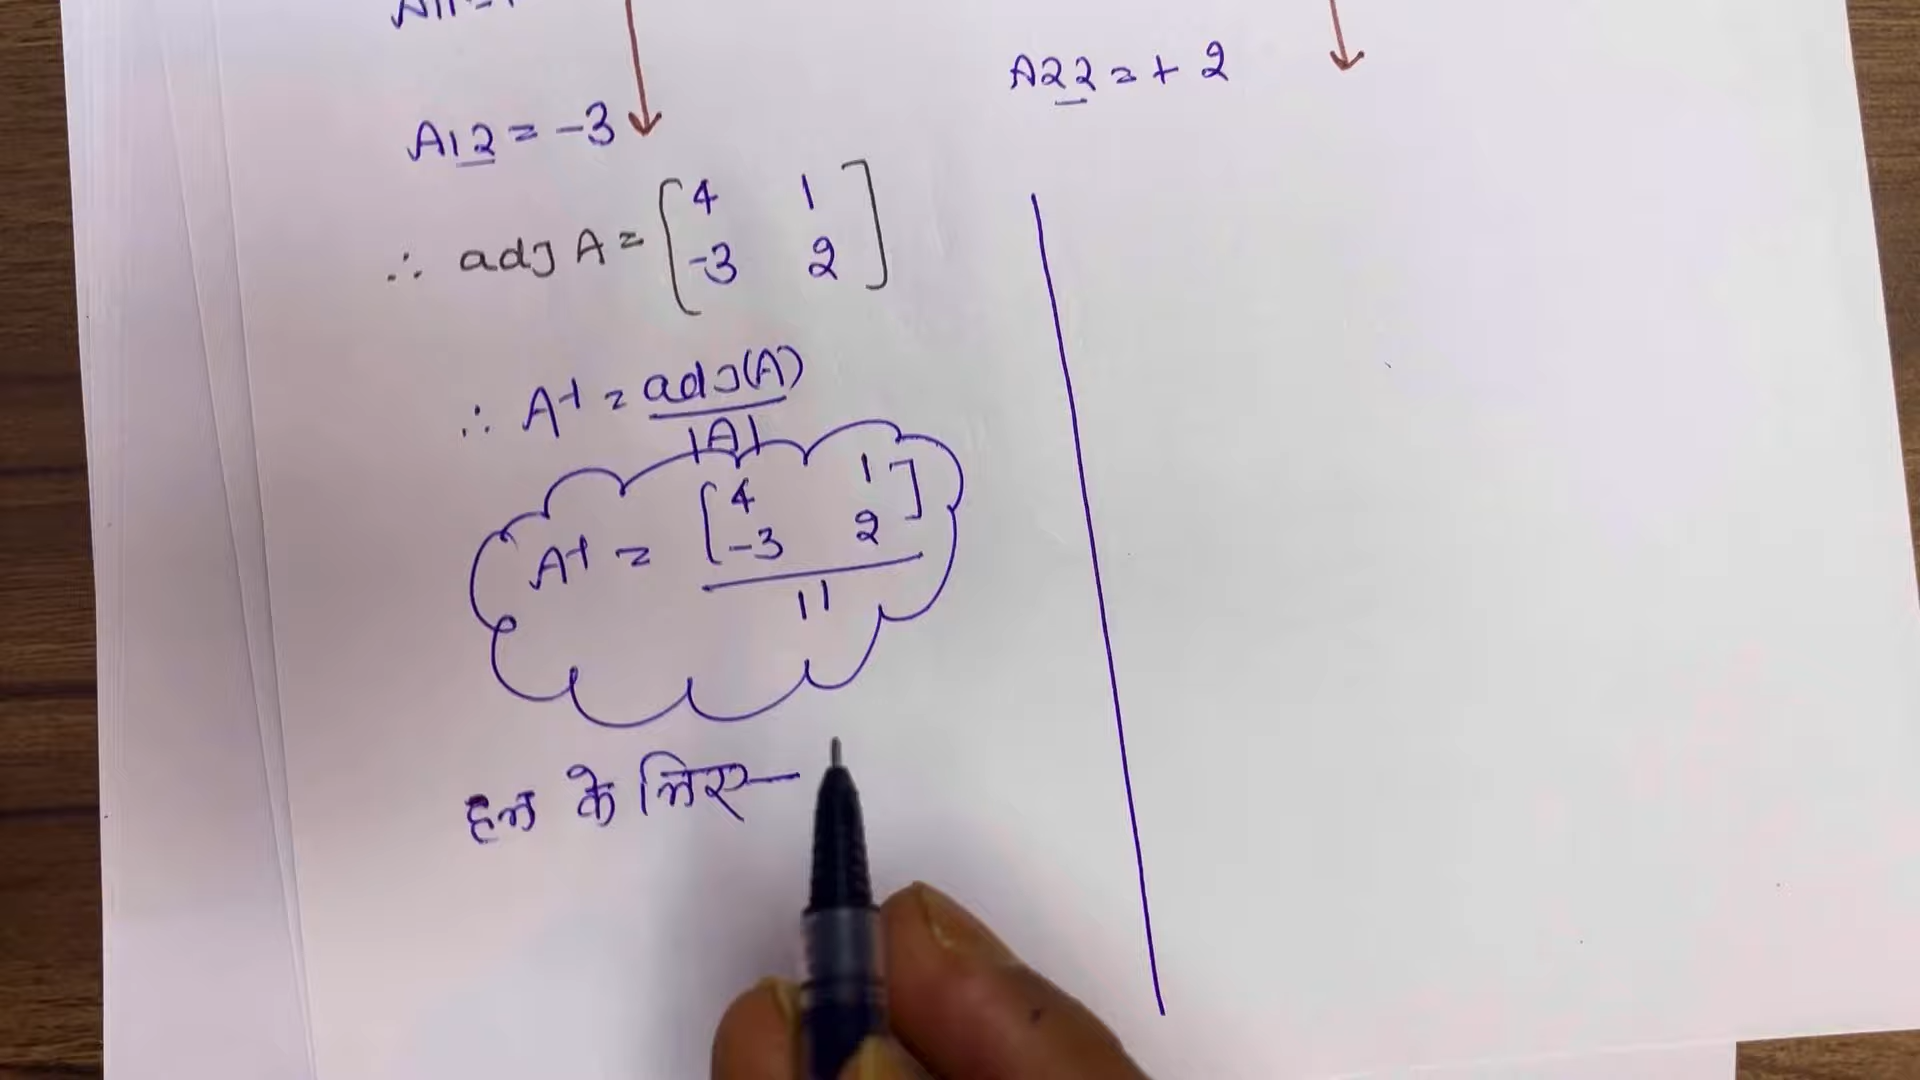 A12 = -3
A22 = + 2
∴ adj A = [4 1
-3 2]
∴ A-1 = adj(A)
|A|
A-1 = [4 1
-3 2]
11
हल के लिए—